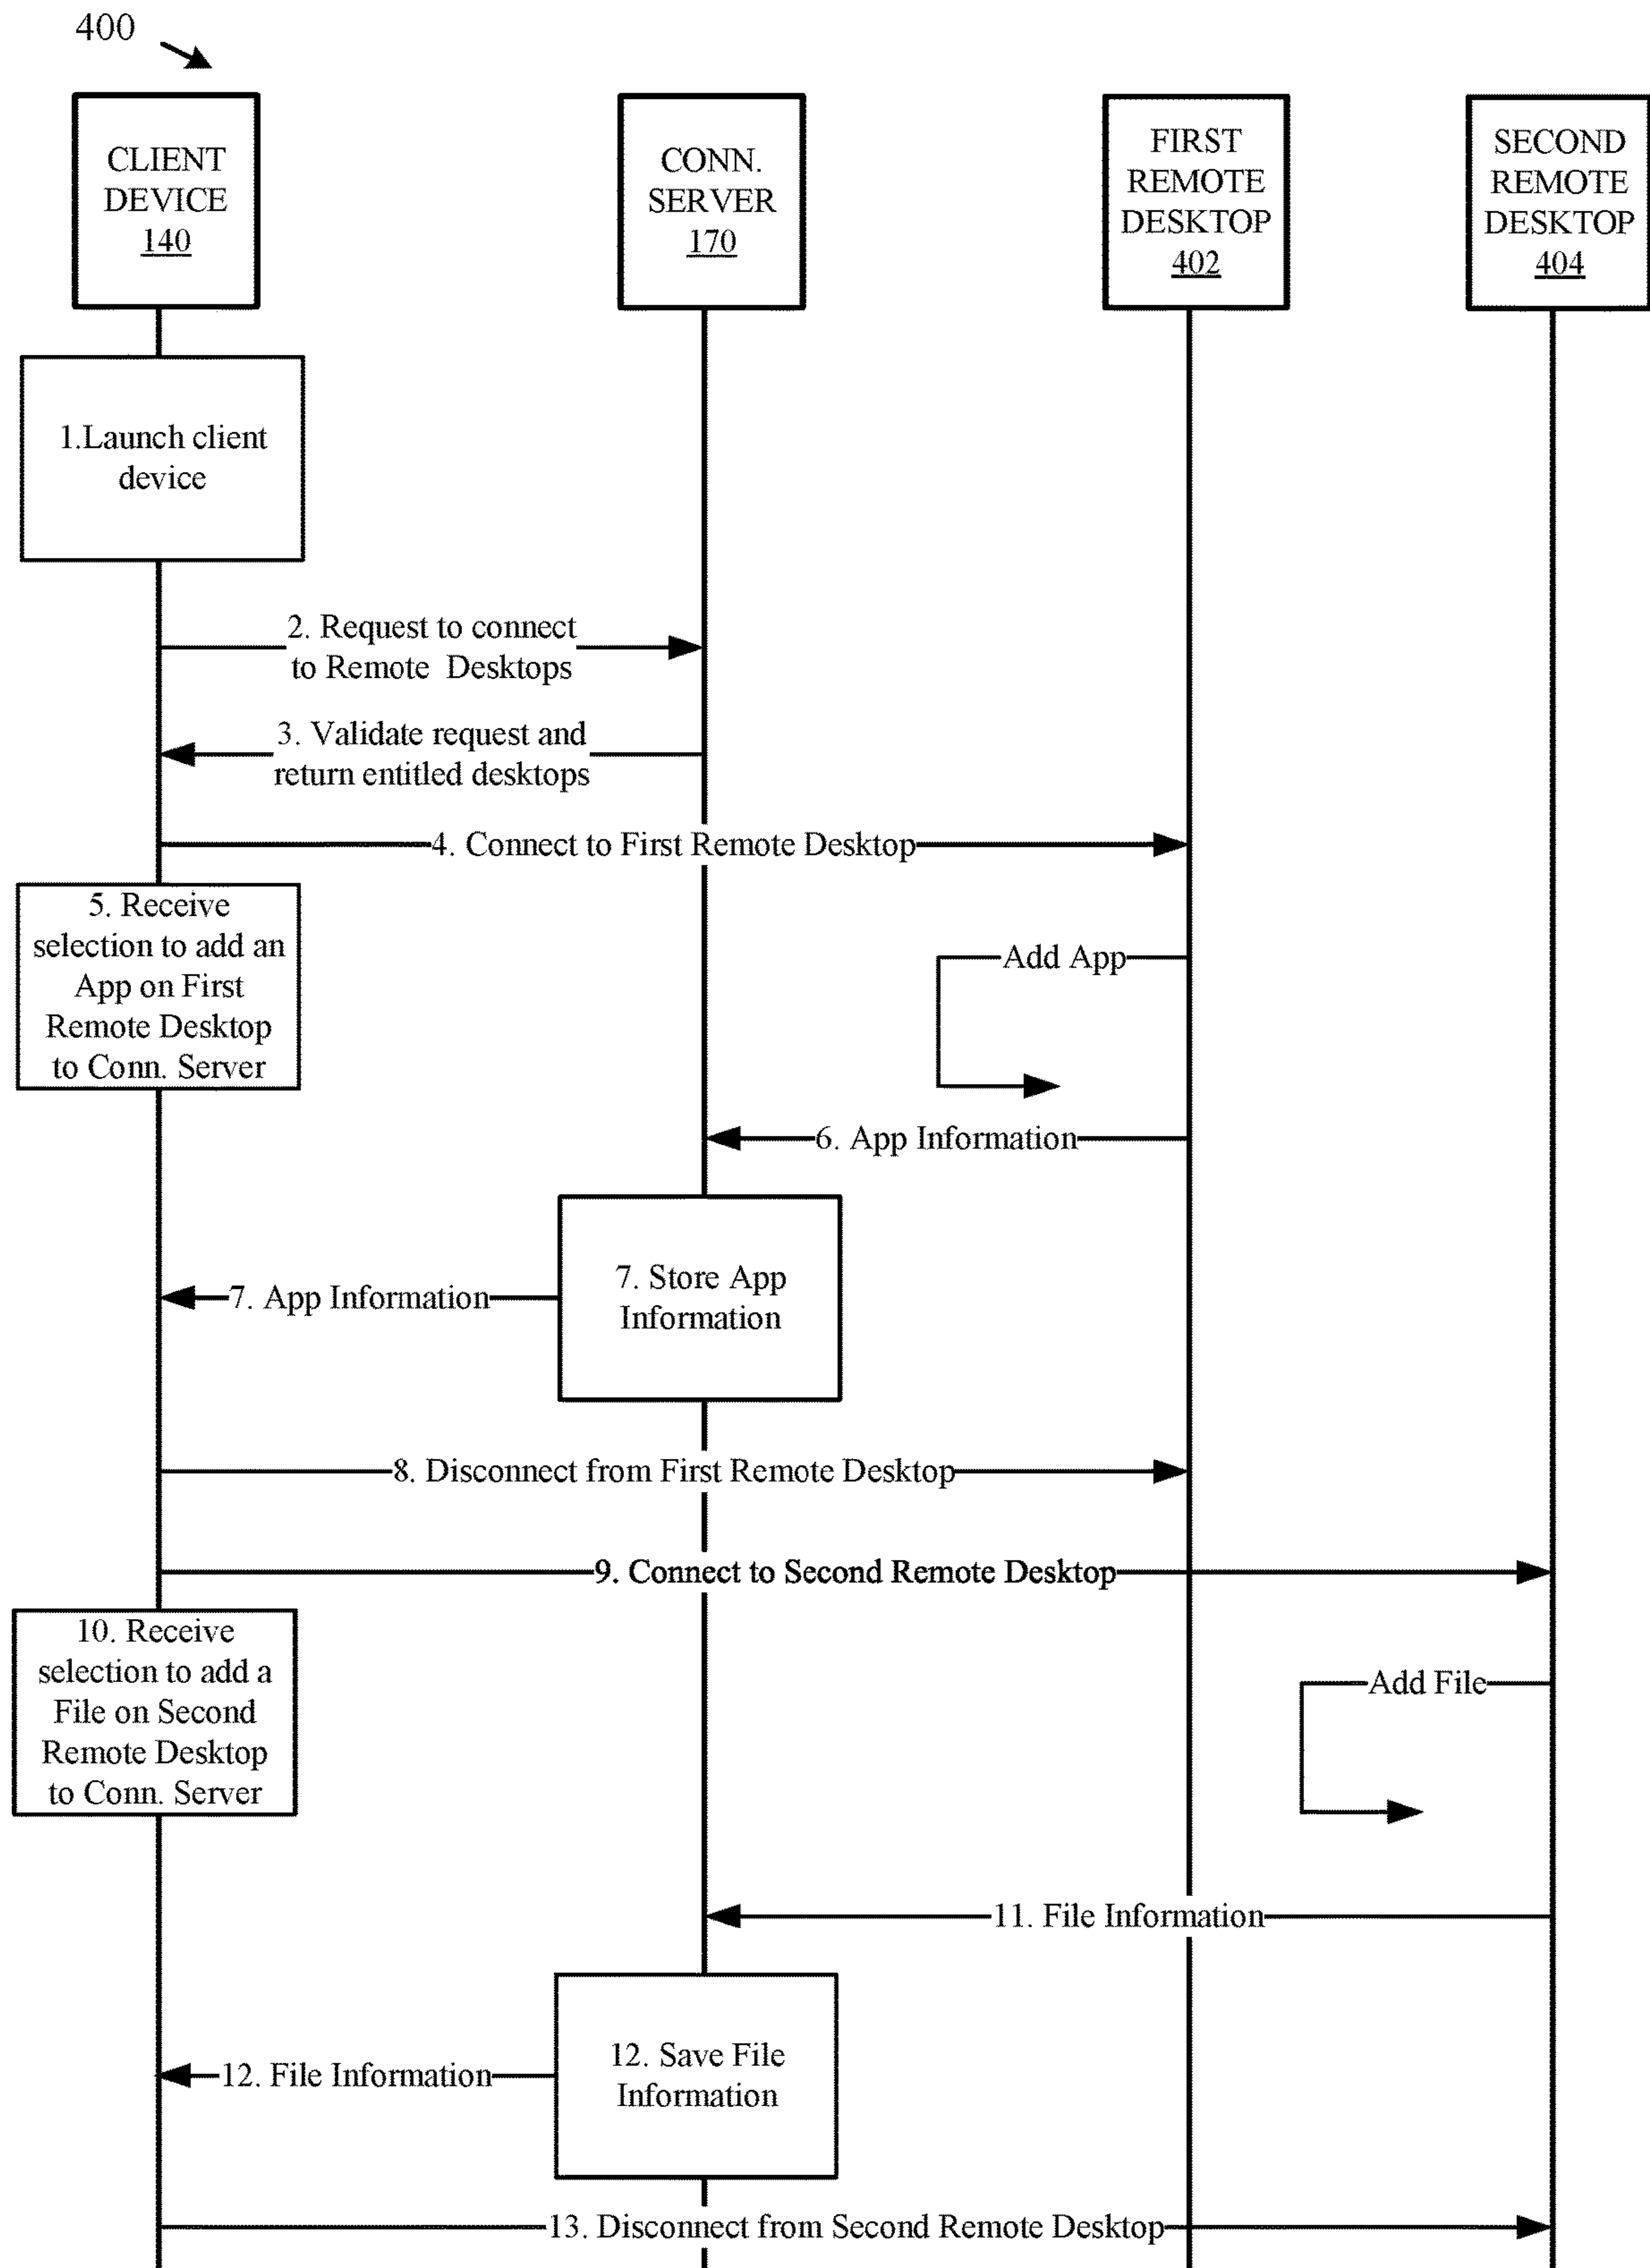 400
CLIENT
DEVICE
140
CONN.
SERVER
170
FIRST
REMOTE
DESKTOP
402
SECOND
REMOTE
DESKTOP
404
1.Launch client
device
2. Request to connect
to Remote Desktops
3. Validate request and
return entitled desktops
4. Connect to First Remote Desktop
5. Receive
selection to add an
App on First
Remote Desktop
to Conn. Server
Add App
6. App Information
7. Store App
Information
7. App Information
8. Disconnect from First Remote Desktop
9. Connect to Second Remote Desktop
10. Receive
selection to add a
File on Second
Remote Desktop
to Conn. Server
Add File
11. File Information
12. Save File
Information
12. File Information
13. Disconnect from Second Remote Desktop